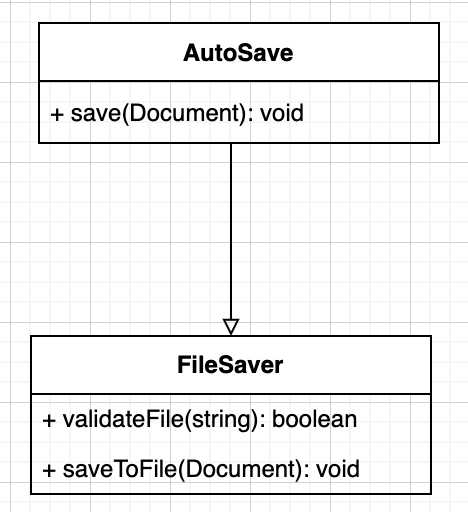 AutoSave
+ save(Document): void
FileSaver
+ validateFile(string): boolean
+ saveToFile(Document): void